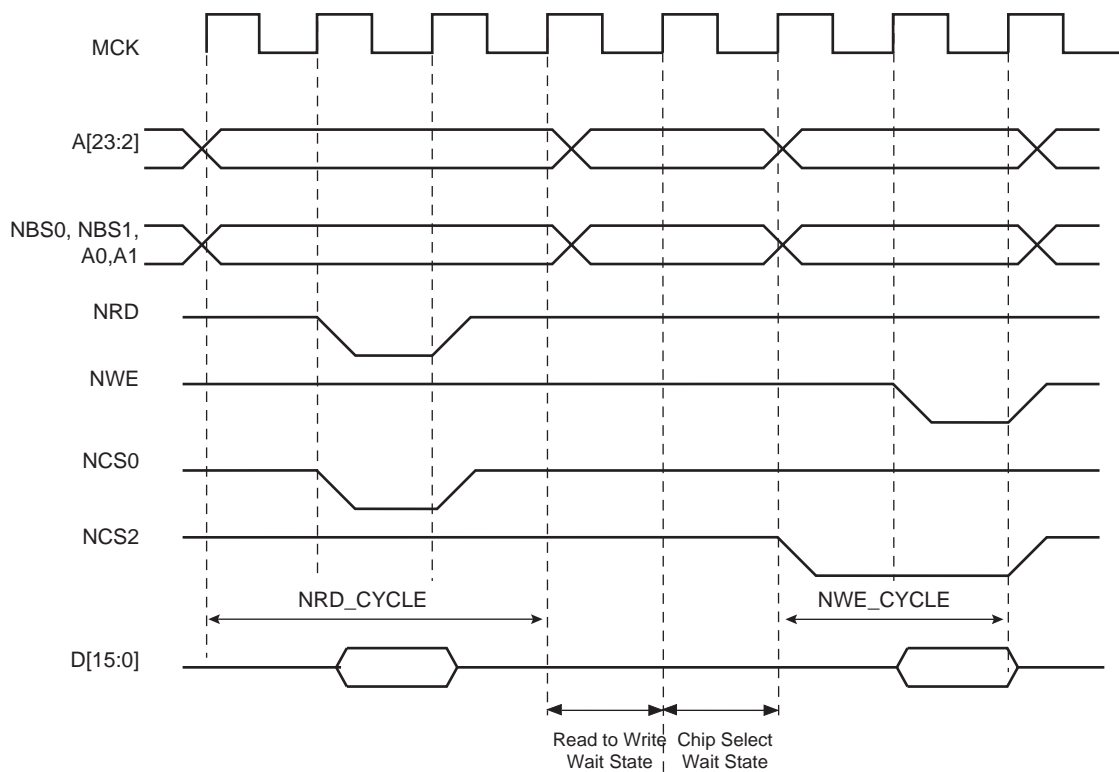 MCK
A[23:2]
NBS0, NBS1,
A0,A1
NRD
NWE
NCS0
NCS2
NRD_CYCLE
NWE_CYCLE
D[15:0]
Read to Write
Wait State
Chip Select
Wait State